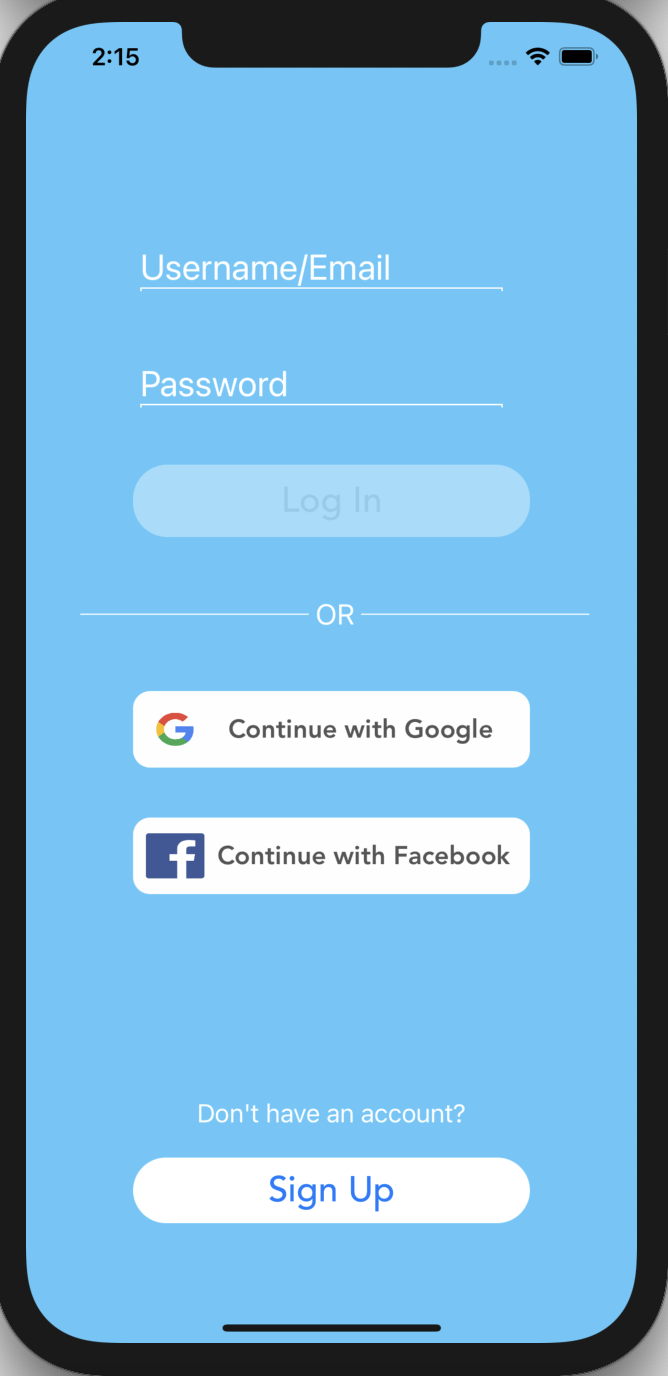 2:15
Username/Email
Password
Log In
OR
Continue with Google
Continue with Facebook
Don't have an account?
Sign Up